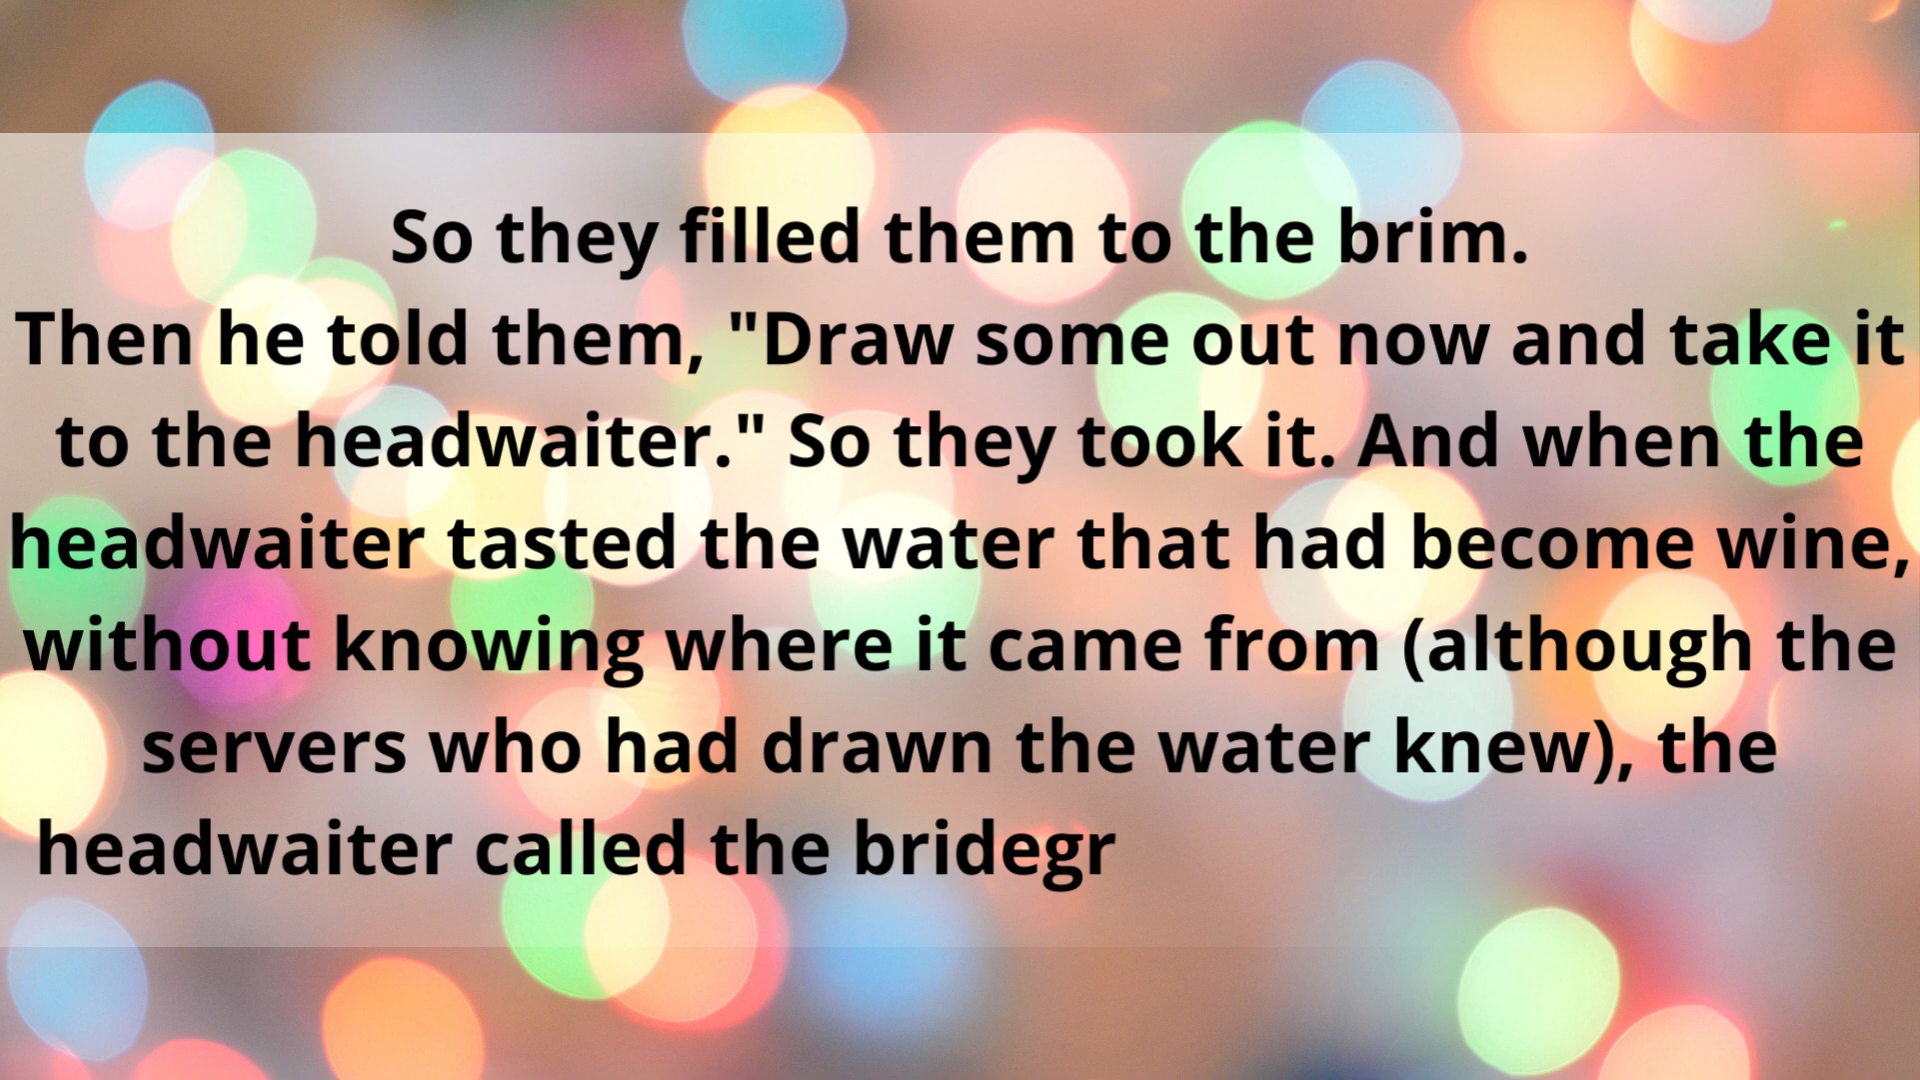 So they filled them to the brim.
Then he told them, "Draw some out now and take it
to the headwaiter." So they took it. And when the
headwaiter tasted the water that had become wine,
without knowing where it came from (although the
servers who had drawn the water knew), the
headwaiter called the bridegr